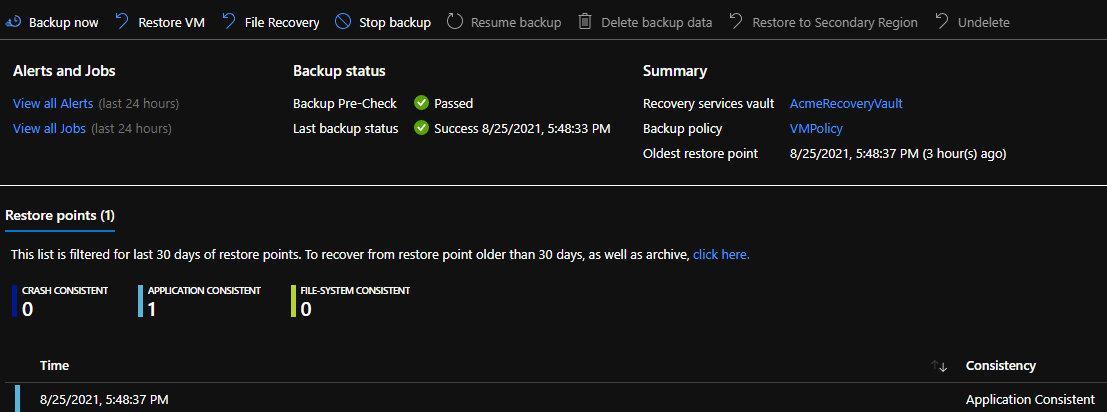 Backup now Restore VM File Recovery Stop backup Resume backup Delete backup data Restore to Secondary Region Undelete
Alerts and Jobs Backup status Summary
View all Alerts (last 24 hours) Backup Pre-Check Passed Recovery services vault AcmeRecoveryVault
View all Jobs (last 24 hours) Last backup status Success 8/25/2021, 5:48:33 PM Backup policy VMPolicy
Oldest restore point 8/25/2021, 5:48:37 PM (3 hour(s) ago)
Restore points (1)
This list is filtered for last 30 days of restore points. To recover from restore point older than 30 days, as well as archive, click here.
CRASH CONSISTENT APPLICATION CONSISTENT FILE-SYSTEM CONSISTENT
0 1 0
Time Consistency
8/25/2021, 5:48:37 PM Application Consistent